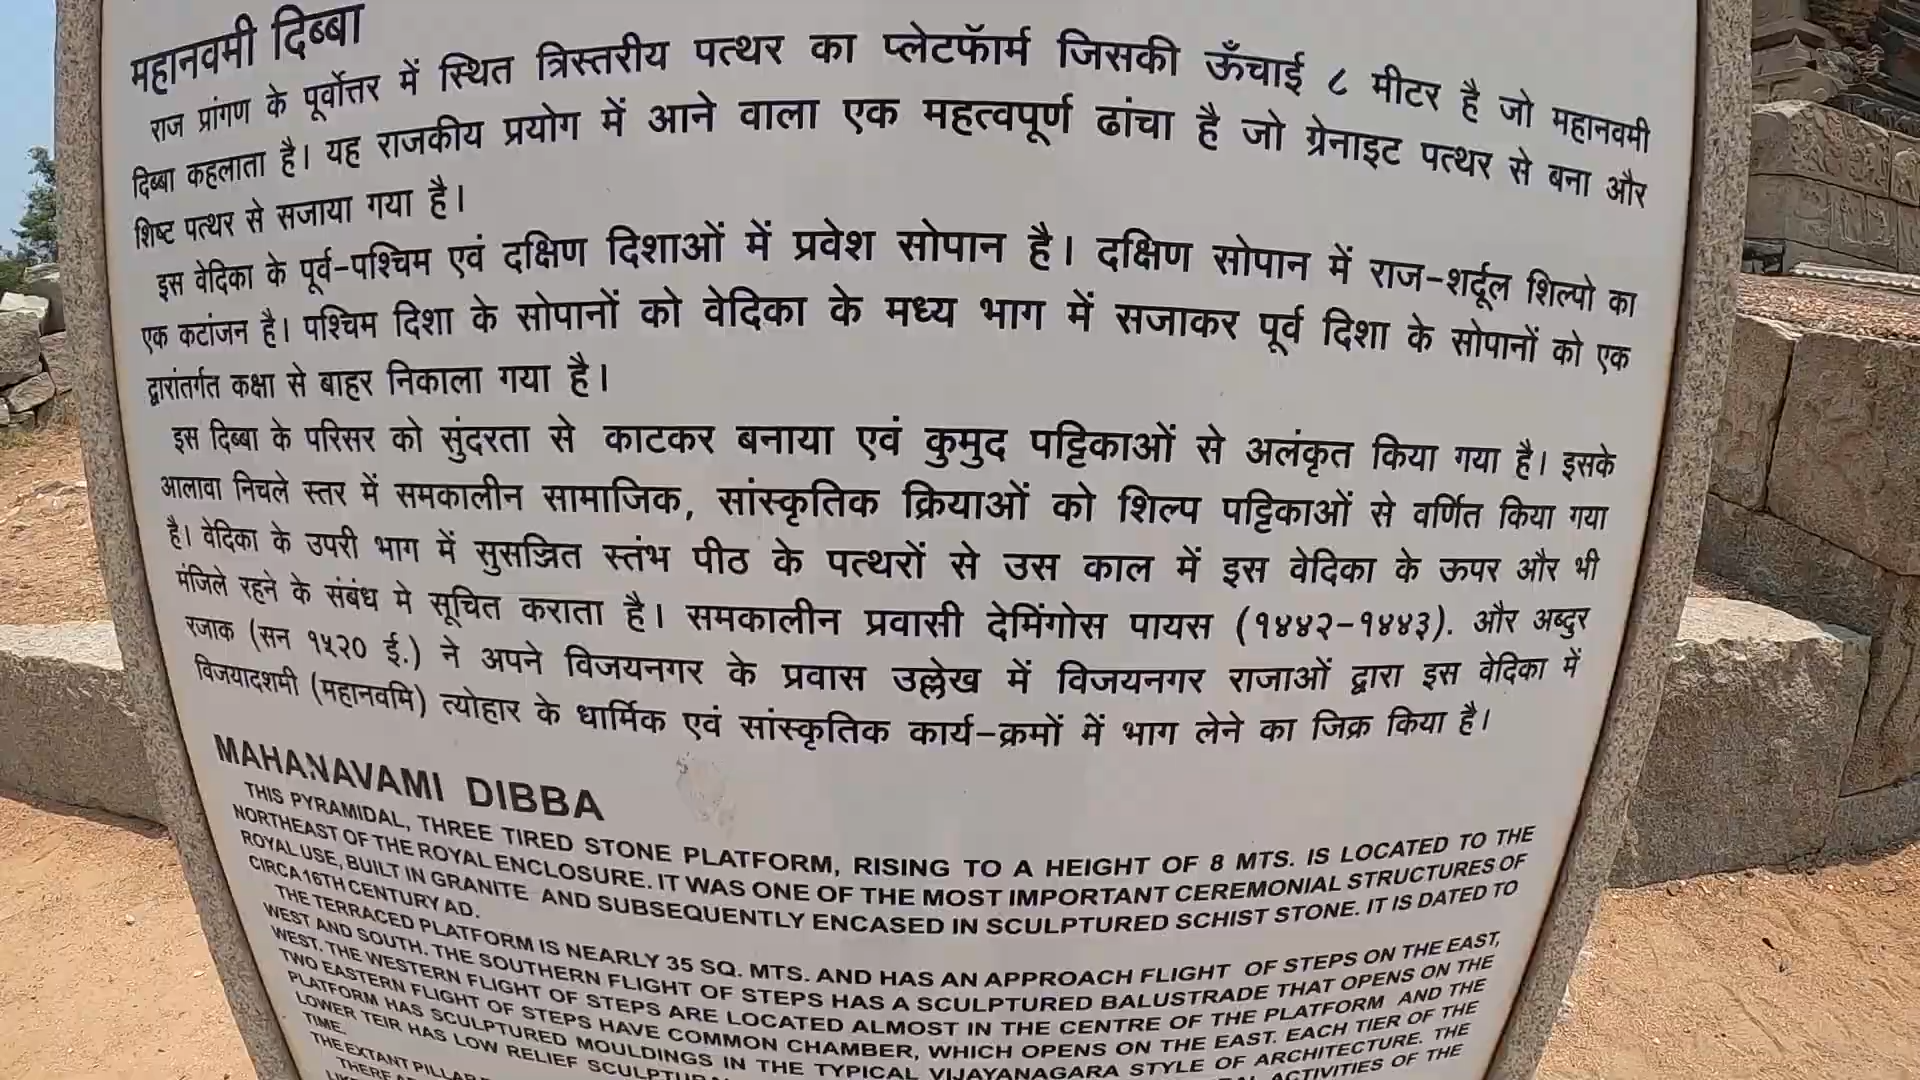 महानवमी दिब्बा
राज प्रांगण के पूर्वोत्तर में स्थित त्रिस्तरीय पत्थर का प्लेटफॅार्म जिसकी ऊँचाई ८ मीटर है जो महानवमी
दिब्बा कहलाता है। यह राजकीय प्रयोग में आने वाला एक महत्वपूर्ण ढांचा है जो ग्रेनाइट पत्थर से बना और
शिष्ट पत्थर से सजाया गया है।
इस वेदिका के पूर्व-पश्चिम एवं दक्षिण दिशाओं में प्रवेश सोपान है। दक्षिण सोपान में राज-शर्दूल शिल्पो का
एक कटांजन है। पश्चिम दिशा के सोपानों को वेदिका के मध्य भाग में सजाकर पूर्व दिशा के सोपानों को एक
द्वारांतर्गत कक्षा से बाहर निकाला गया है।
इस दिब्बा के परिसर को सुंदरता से काटकर बनाया एवं कुमुद पट्टिकाओं से अलंकृत किया गया है। इसके
आलावा निचले स्तर में समकालीन सामाजिक, सांस्कृतिक क्रियाओं को शिल्प पट्टिकाओं से वर्णित किया गया
है। वेदिका के उपरी भाग में सुसज्जित स्तंभ पीठ के पत्थरों से उस काल में इस वेदिका के ऊपर और भी
मंजिले रहने के संबंध मे सूचित कराता है। समकालीन प्रवासी देमिंगोस पायस (१४४२-१४४३). और अब्दुर
रजाक (सन १५२० ई.) ने अपने विजयनगर के प्रवास उल्लेख में विजयनगर राजाओं द्वारा इस वेदिका में
विजयादशमी (महानवमि) त्योहार के धार्मिक एवं सांस्कृतिक कार्य-क्रमों में भाग लेने का जिक्र किया है।
MAHANAVAMI DIBBA
THIS PYRAMIDAL, THREE TIRED STONE PLATFORM, RISING TO A HEIGHT OF 8 MTS. IS LOCATED TO THE
NORTHEAST OF THE ROYAL ENCLOSURE. IT WAS ONE OF THE MOST IMPORTANT CEREMONIAL STRUCTURES OF
ROYAL USE, BUILT IN GRANITE AND SUBSEQUENTLY ENCASED IN SCULPTURED SCHIST STONE. IT IS DATED TO
CIRCA 16TH CENTURY AD.
THE TERRACED PLATFORM IS NEARLY 35 SQ. MTS. AND HAS AN APPROACH FLIGHT OF STEPS ON THE EAST,
WEST AND SOUTH. THE SOUTHERN FLIGHT OF STEPS HAS A SCULPTURED BALUSTRADE THAT OPENS ON THE
WEST. THE WESTERN FLIGHT OF STEPS ARE LOCATED ALMOST IN THE CENTRE OF THE PLATFORM AND THE
TWO EASTERN FLIGHT OF STEPS HAVE COMMON CHAMBER, WHICH OPENS ON THE EAST. EACH TIER OF THE
PLATFORM HAS SCULPTURED MOULDINGS IN THE TYPICAL VIJAYANAGARA STYLE OF ARCHITECTURE. THE
LOWER TEIR HAS LOW RELIEF ACTIVITIES OF THE
TIME.
THE EXTANT